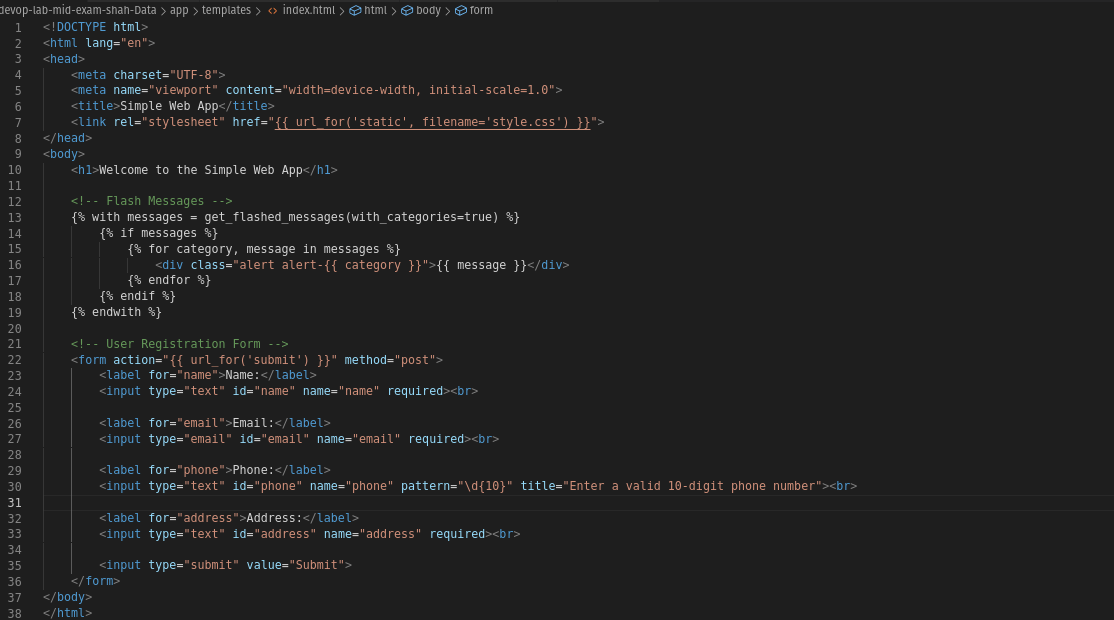 devop-lab-mid-exam-shah-Data > app > templates > <> index.html > html > body > form
1 <!DOCTYPE html>
2 <html lang="en">
3 <head>
4     <meta charset="UTF-8">
5     <meta name="viewport" content="width=device-width, initial-scale=1.0">
6     <title>Simple Web App</title>
7     <link rel="stylesheet" href="{{ url_for('static', filename='style.css') }}">
8 </head>
9 <body>
10     <h1>Welcome to the Simple Web App</h1>
11
12     <!-- Flash Messages -->
13     {% with messages = get_flashed_messages(with_categories=true) %}
14         {% if messages %}
15             {% for category, message in messages %}
16                 <div class="alert alert-{{ category }}">{{ message }}</div>
17             {% endfor %}
18         {% endif %}
19     {% endwith %}
20
21     <!-- User Registration Form -->
22     <form action="{{ url_for('submit') }}" method="post">
23         <label for="name">Name:</label>
24         <input type="text" id="name" name="name" required><br>
25
26         <label for="email">Email:</label>
27         <input type="email" id="email" name="email" required><br>
28
29         <label for="phone">Phone:</label>
30         <input type="text" id="phone" name="phone" pattern="\d{10}" title="Enter a valid 10-digit phone number"><br>
31
32         <label for="address">Address:</label>
33         <input type="text" id="address" name="address" required><br>
34
35         <input type="submit" value="Submit">
36     </form>
37 </body>
38 </html>